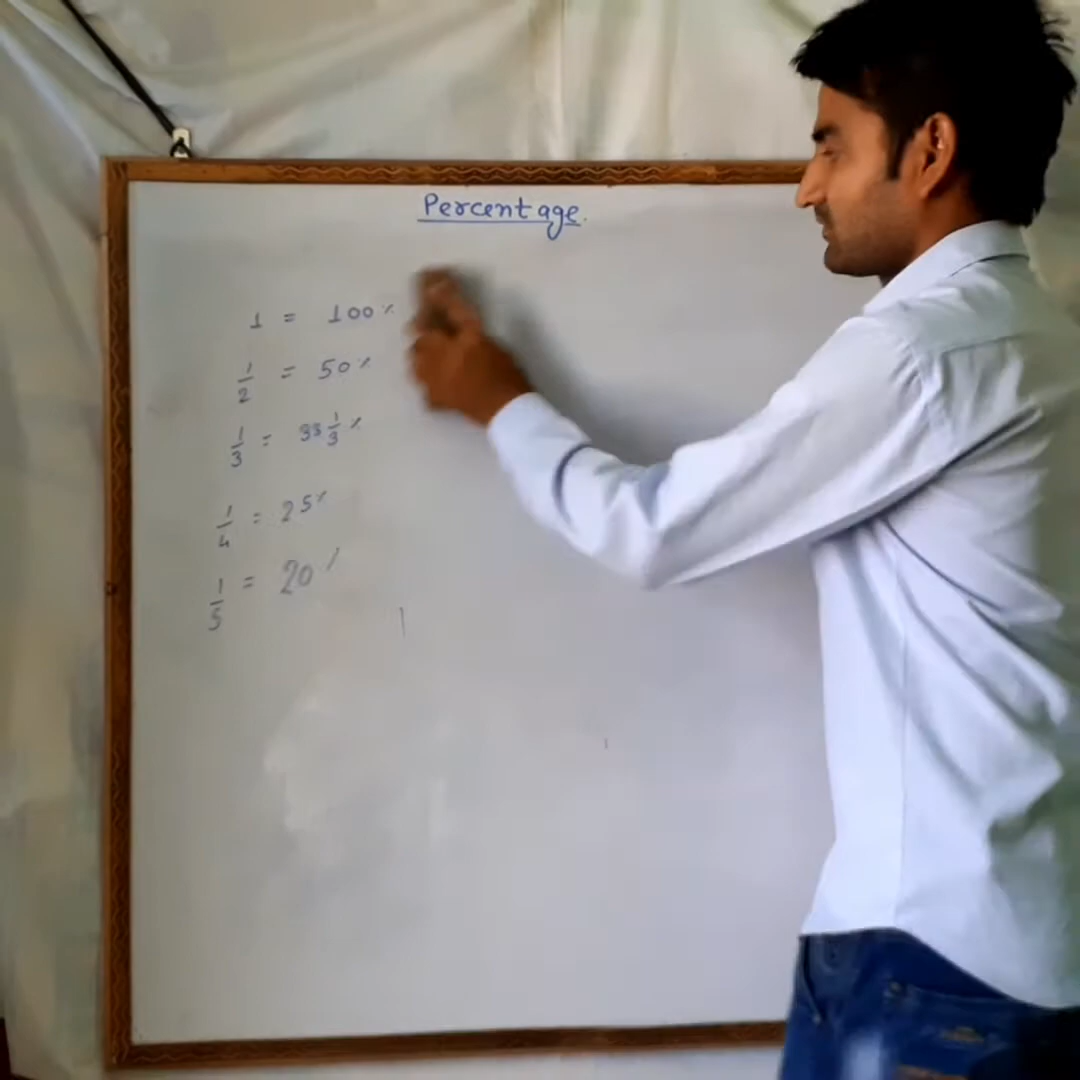 Percentage.
1 = 100%
1/2 = 50%
1/3 = 33 1/3 %
1/4 = 25%
1/5 = 20%